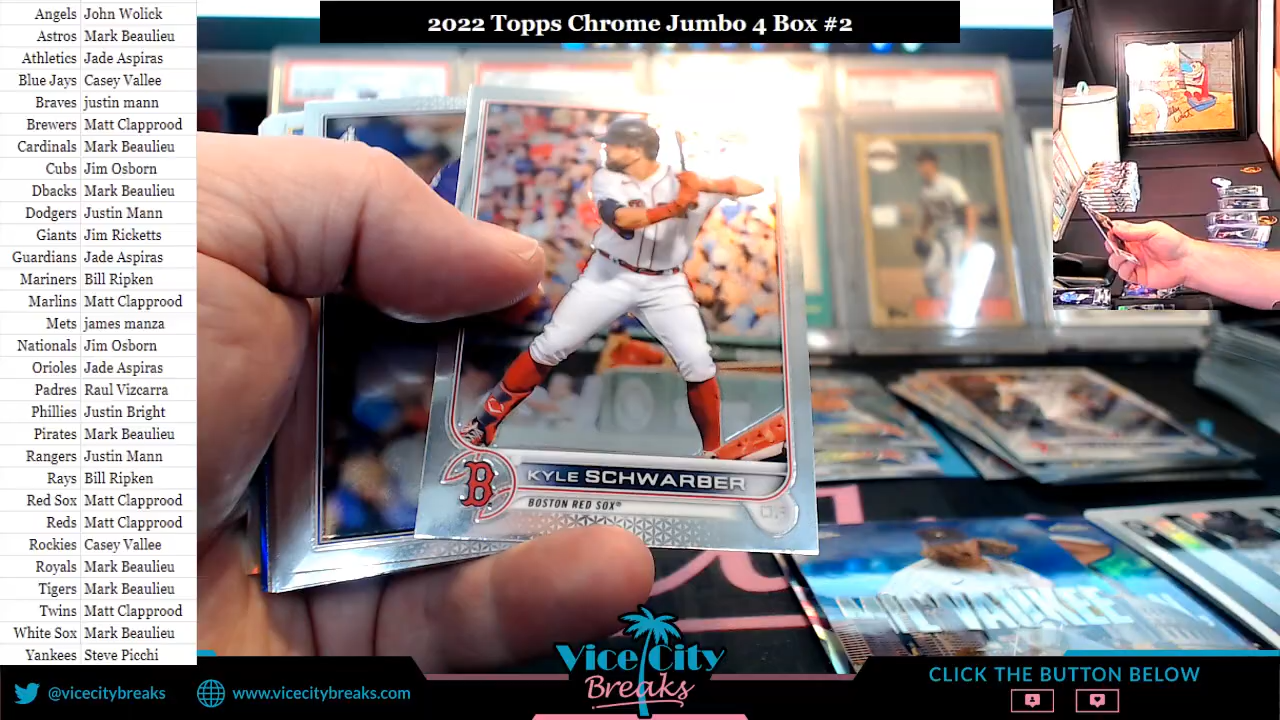 2022 Topps Chrome Jumbo 4 Box #2
Angels John Wolick
Astros Mark Beaulieu
Athletics Jade Aspiras
Blue Jays Casey Vallee
Braves justin mann
Brewers Matt Clapprood
Cardinals Mark Beaulieu
Cubs Jim Osborn
Dbacks Mark Beaulieu
Dodgers Justin Mann
Giants Jim Ricketts
Guardians Jade Aspiras
Mariners Bill Ripken
Marlins Matt Clapprood
Mets james manza
Nationals Jim Osborn
Orioles Jade Aspiras
Padres Raul Vizcarra
Phillies Justin Bright
Pirates Mark Beaulieu
Rangers Justin Mann
Rays Bill Ripken
Red Sox Matt Clapprood
Reds Matt Clapprood
Rockies Casey Vallee
Royals Mark Beaulieu
Tigers Mark Beaulieu
Twins Matt Clapprood
White Sox Mark Beaulieu
Yankees Steve Picchi
B
KYLE SCHWARBER
BOSTON RED SOX®
MILWAUKEE
@vicecitybreaks
www.vicecitybreaks.com
Vice City
Breaks
CLICK THE BUTTON BELOW